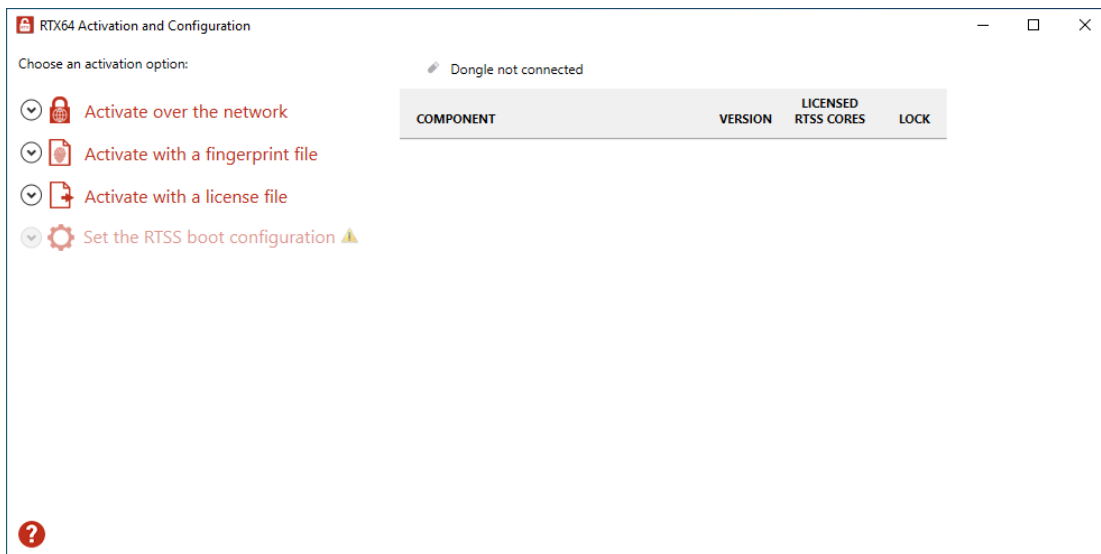 RTX64 Activation and Configuration
Choose an activation option:
Activate over the network
Activate with a fingerprint file
Activate with a license file
Set the RTSS boot configuration
Dongle not connected
COMPONENT VERSION LICENSED RTSS CORES LOCK
?